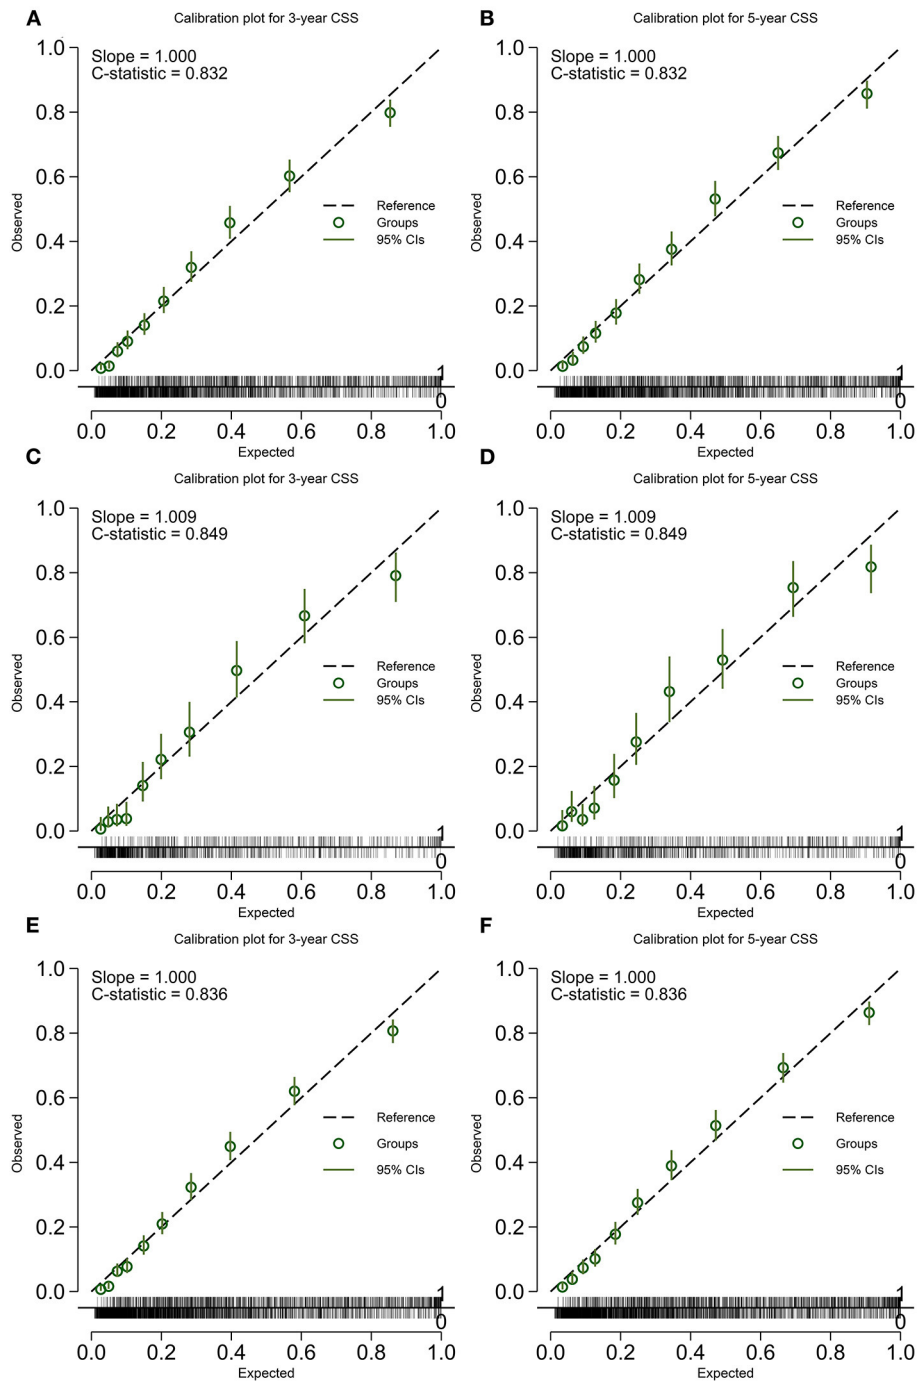 A
Calibration plot for 3-year CSS
Slope = 1.000
C-statistic = 0.832
Observed
1.0
0.8
0.6
0.4
0.2
0.0
Reference
Groups
95% CIs
1
0
0.0 0.2 0.4 0.6 0.8 1.0
Expected
B
Calibration plot for 5-year CSS
Slope = 1.000
C-statistic = 0.832
Observed
1.0
0.8
0.6
0.4
0.2
0.0
Reference
Groups
95% CIs
1
0
0.0 0.2 0.4 0.6 0.8 1.0
Expected
C
Calibration plot for 3-year CSS
Slope = 1.009
C-statistic = 0.849
Observed
1.0
0.8
0.6
0.4
0.2
0.0
Reference
Groups
95% CIs
1
0
0.0 0.2 0.4 0.6 0.8 1.0
Expected
D
Calibration plot for 5-year CSS
Slope = 1.009
C-statistic = 0.849
Observed
1.0
0.8
0.6
0.4
0.2
0.0
Reference
Groups
95% CIs
1
0
0.0 0.2 0.4 0.6 0.8 1.0
Expected
E
Calibration plot for 3-year CSS
Slope = 1.000
C-statistic = 0.836
Observed
1.0
0.8
0.6
0.4
0.2
0.0
Reference
Groups
95% CIs
1
0
0.0 0.2 0.4 0.6 0.8 1.0
Expected
F
Calibration plot for 5-year CSS
Slope = 1.000
C-statistic = 0.836
Observed
1.0
0.8
0.6
0.4
0.2
0.0
Reference
Groups
95% CIs
1
0
0.0 0.2 0.4 0.6 0.8 1.0
Expected